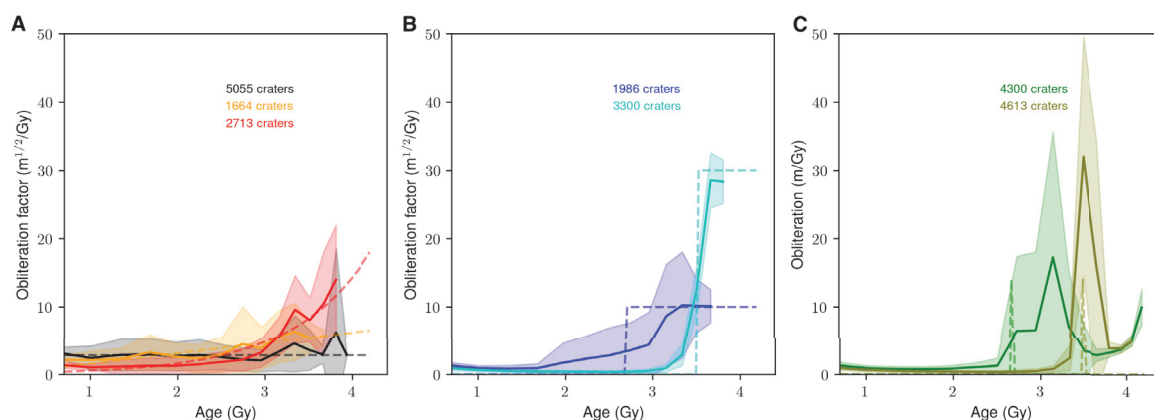 A
50
40
30
20
10
0
Obliteration factor (m^1/2/Gy)
5055 craters
1664 craters
2713 craters
1 2 3 4
Age (Gy)
B
50
40
30
20
10
0
Obliteration factor (m^1/2/Gy)
1986 craters
3300 craters
1 2 3 4
Age (Gy)
C
50
40
30
20
10
0
Obliteration (m/Gy)
4300 craters
4613 craters
1 2 3 4
Age (Gy)